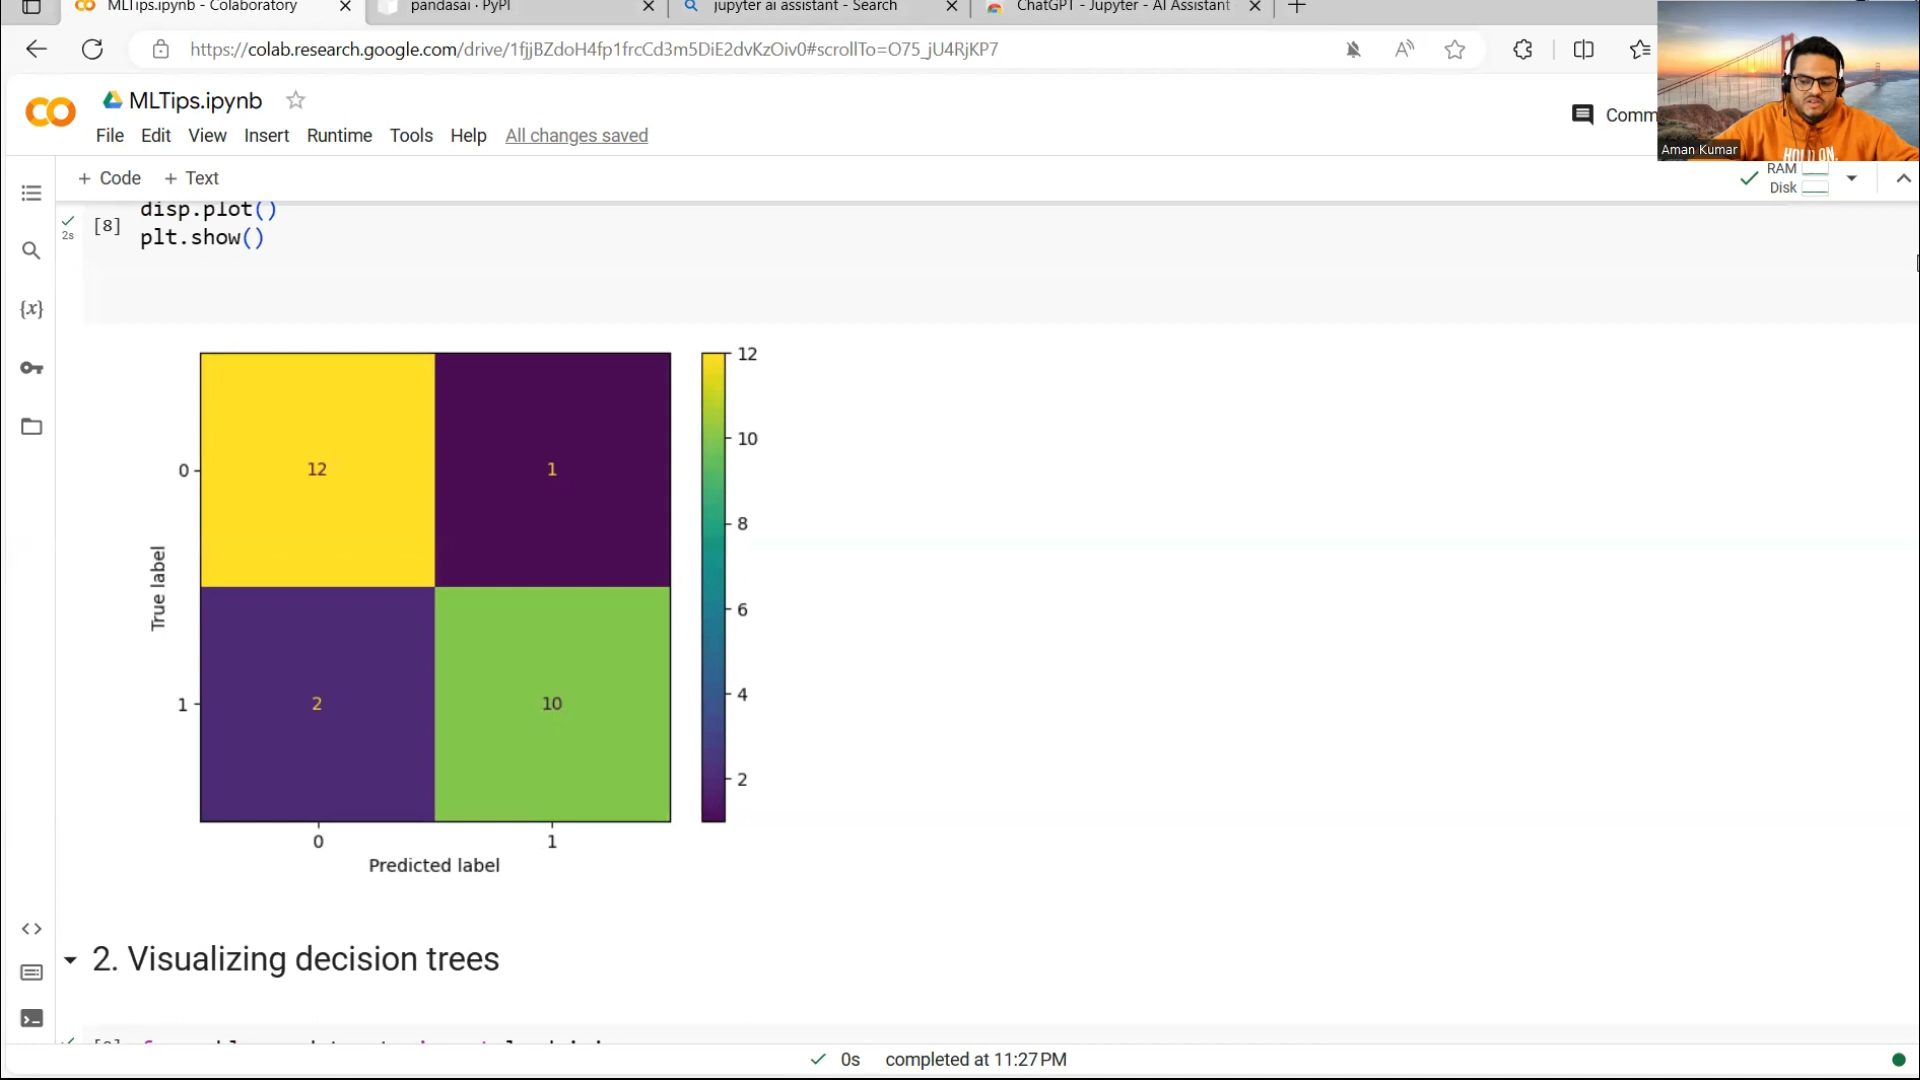 MLTips.ipynb - Colaboratory
pandasai · PyPI
jupyter ai assistant - Search
ChatGPT - Jupyter - AI Assistant
https://colab.research.google.com/drive/1fjjBZdoH4fp1frcCd3m5DiE2dvKzOiv0#scrollTo=O75_jU4RjKP7
MLTips.ipynb
File Edit View Insert Runtime Tools Help All changes saved
Comm
Aman Kumar
HOLD ON,
+ Code + Text
RAM
Disk
disp.plot()
[8]
2s
plt.show()
{x}
12
10
8
6
4
2
0
12
1
True label
1
2
10
0
1
Predicted label
2. Visualizing decision trees
0s completed at 11:27 PM